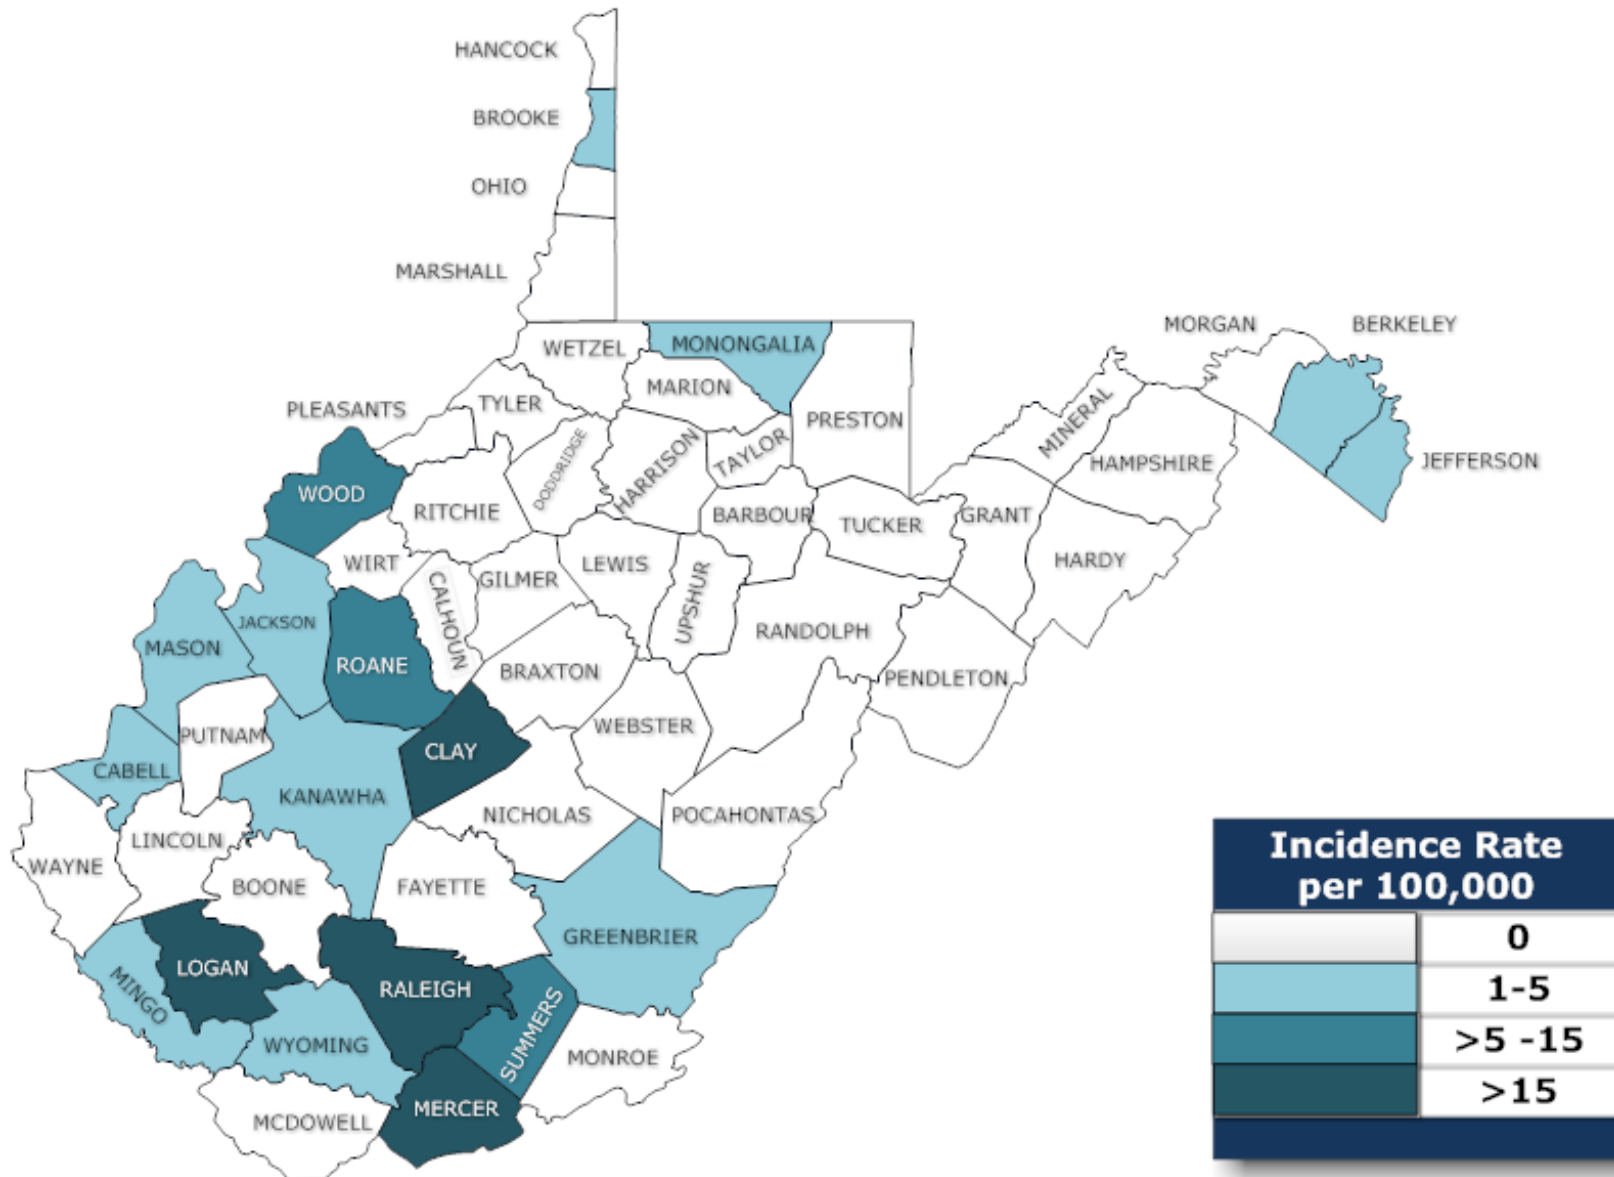 HANCOCK
BROOKE
OHIO
MARSHALL
MORGAN
BERKELEY
WETZEL
MONONGALIA
MARION
PLEASANTS
TYLER
PRESTON
MINERAL
DODDRIDGE
HARRISON
TAYLOR
HAMPSHIRE
JEFFERSON
WOOD
RITCHIE
BARBOUR
TUCKER
GRANT
WIRT
CALHOUN
GILMER
LEWIS
UPSHUR
HARDY
JACKSON
MASON
ROANE
BRAXTON
RANDOLPH
PENDLETON
PUTNAM
CLAY
WEBSTER
CABELL
KANAWHA
NICHOLAS
POCAHONTAS
LINCOLN
WAYNE
BOONE
FAYETTE
GREENBRIER
LOGAN
MINGO
RALEIGH
SUMMERS
WYOMING
MONROE
MERCER
MCDOWELL
Incidence Rate
per 100,000
0
1-5
>5 -15
>15